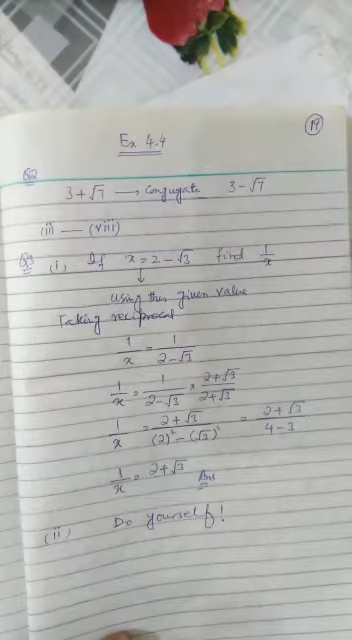 19
Ex 4.4
Q2
3+√7 → Conjugate 3-√7
(ii) — (viii)
Q3 (i) If x = 2-√3 find 1/x
↓
using this given value
Taking reciprocal
1/x = 1/(2-√3)
1/x = 1/(2-√3) × (2+√3)/(2+√3)
1/x = (2+√3)/((2)²-(√3)²) = (2+√3)/(4-3)
1/x = 2+√3 Ans
(ii) Do yourself!